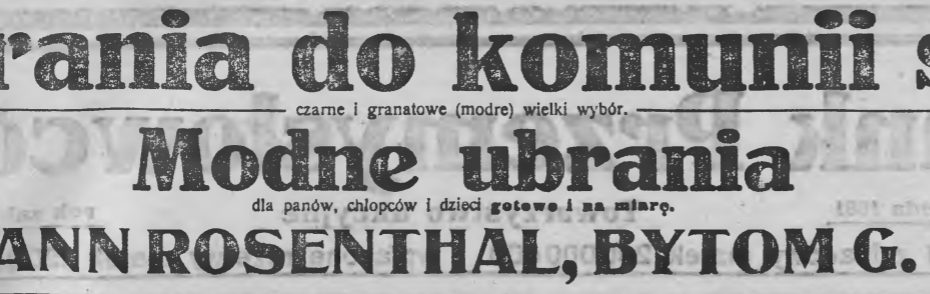 rania do komunii s
czarne i granatowe (modre) wielki wybór.
Modne ubrania
dla panów, chłopców i dzieci gotowe i na miarę.
ANN ROSENTHAL, BYTOM G.